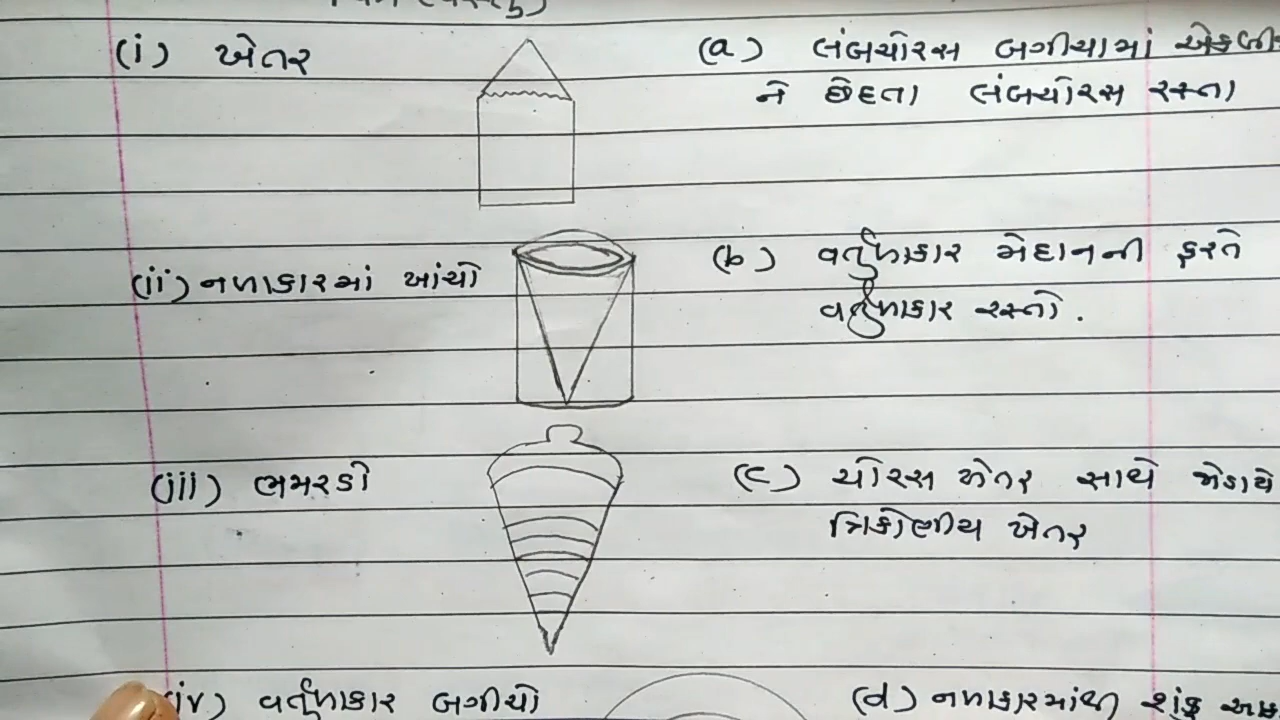 (i) ખેતર
(a) લંબચોરસ બગીચામાં
ને છેદતા લંબચોરસ રસ્તા
(ii) નળાકારમાં ખાંચો
(b) વર્તુળાકાર મેદાનની ફરતે
વર્તુળાકાર રસ્તો.
(iii) ભમરડો
(c) ચોરસ ખેતર સાથે જોડાયે
ત્રિકોણીય ખેતર
(iv) વર્તુળાકાર બગીચો
(d) નળાકારમાંથી શંકુ